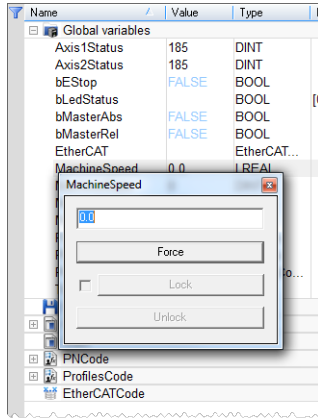 Name / Value Type
Global variables
Axis1Status 185 DINT
Axis2Status 185 DINT
bEStop FALSE BOOL
bLedStatus BOOL
bMasterAbs FALSE BOOL
bMasterRel FALSE BOOL
EtherCAT EtherCAT...
MachineSpeed 0.0 LREAL
MachineSpeed
0.0
Force
Lock
Unlock
PNCode
ProfilesCode
EtherCATCode